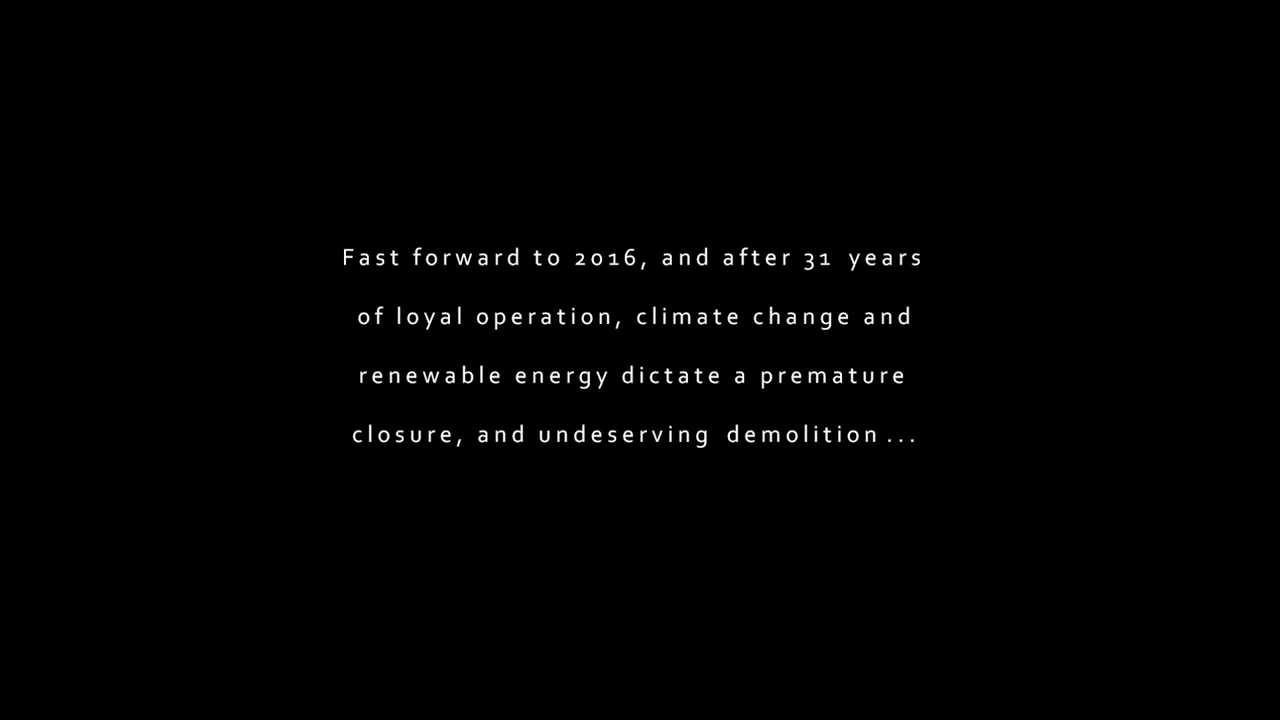 Fast forward to 2016, and after 31 years
of loyal operation, climate change and
renewable energy dictate a premature
closure, and undeserving demolition...